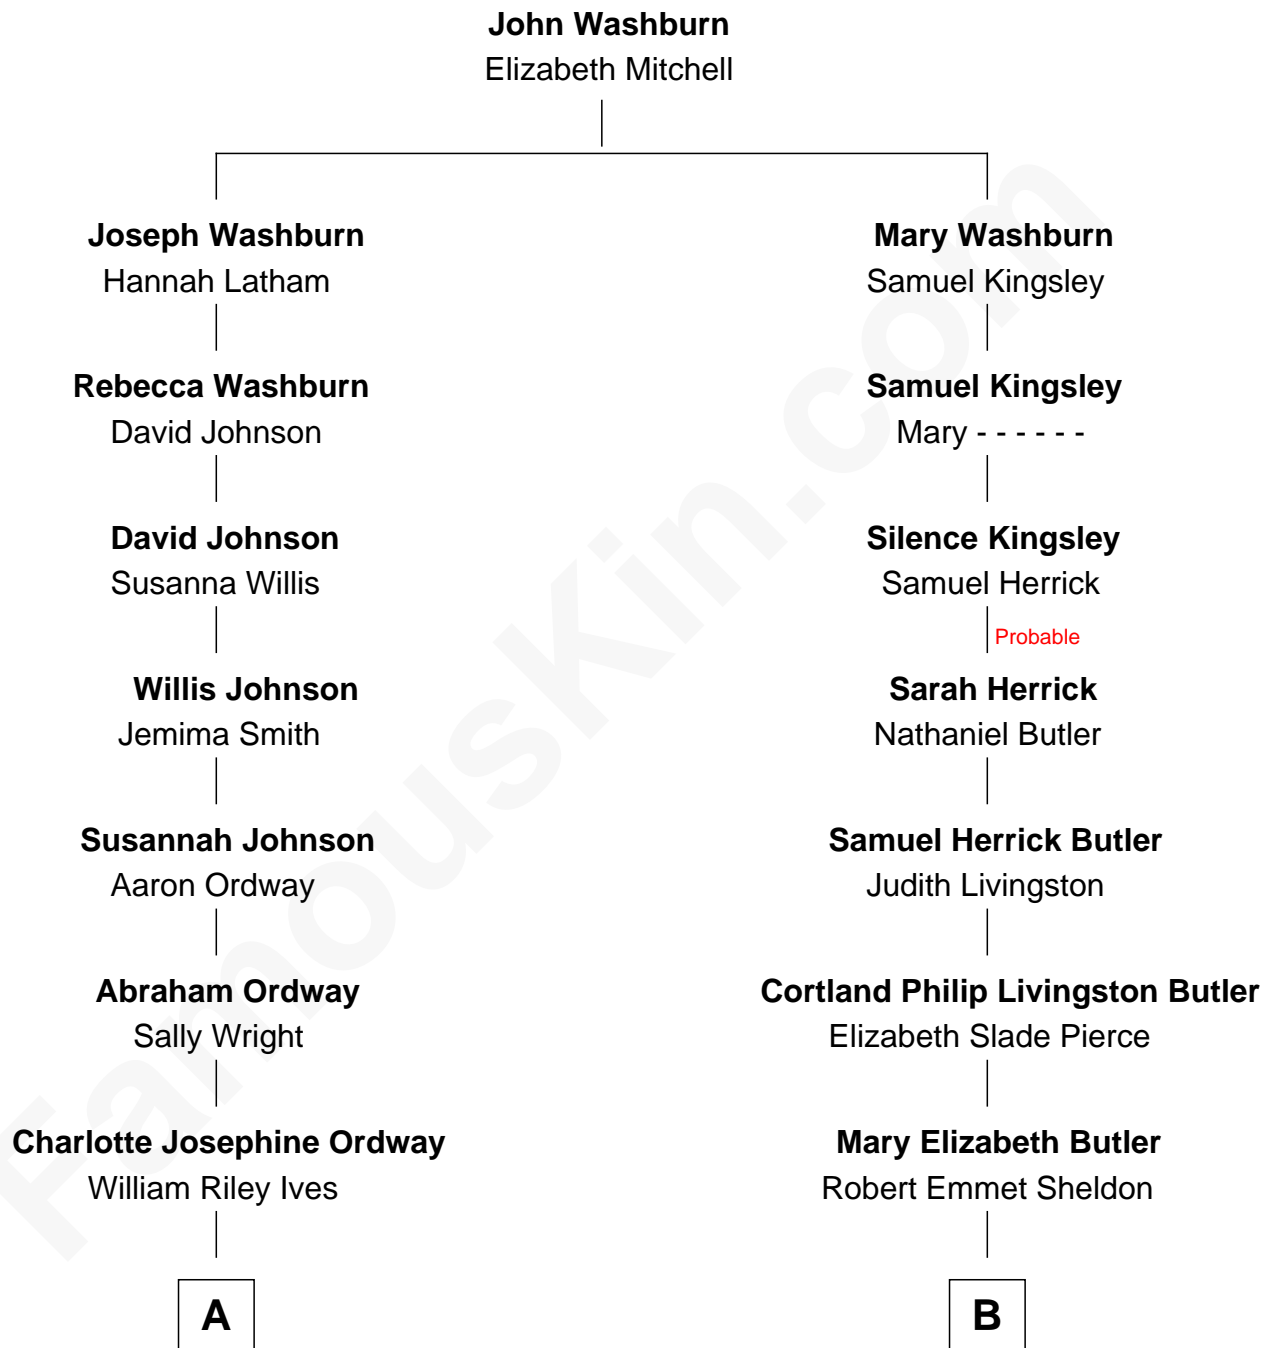 John Washburn
Elizabeth Mitchell
Joseph Washburn
Hannah Latham
Mary Washburn
Samuel Kingsley
Rebecca Washburn
David Johnson
Samuel Kingsley
Mary - - - - - -
David Johnson
Susanna Willis
Silence Kingsley
Samuel Herrick
Probable
Willis Johnson
Jemima Smith
Sarah Herrick
Nathaniel Butler
Susannah Johnson
Aaron Ordway
Samuel Herrick Butler
Judith Livingston
Abraham Ordway
Sally Wright
Cortland Philip Livingston Butler
Elizabeth Slade Pierce
Charlotte Josephine Ordway
William Riley Ives
Mary Elizabeth Butler
Robert Emmet Sheldon
A
B
FamousKin.com